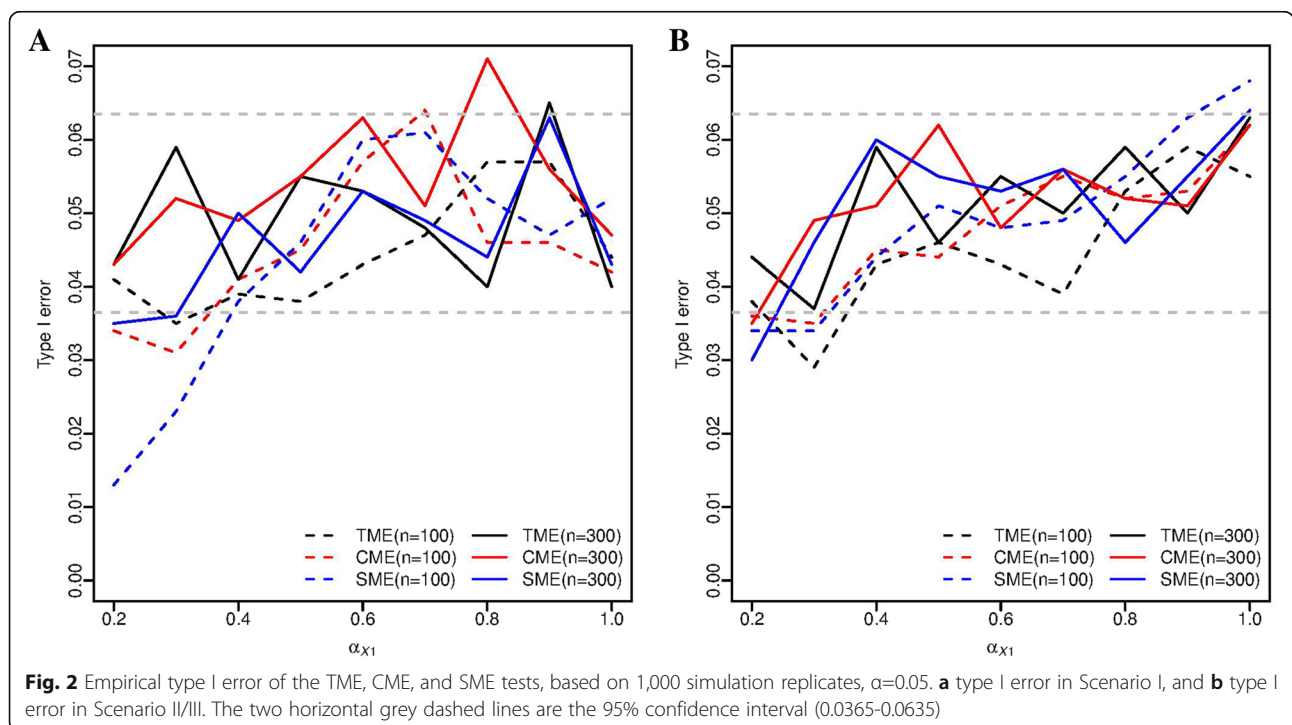 A
B
0.07
0.06
0.05
0.04
0.03
0.02
0.01
0.00
Type I error
0.2
0.4
0.6
0.8
1.0
αX1
TME(n=100)
CME(n=100)
SME(n=100)
TME(n=300)
CME(n=300)
SME(n=300)
0.07
0.06
0.05
0.04
0.03
0.02
0.01
0.00
Type I error
0.2
0.4
0.6
0.8
1.0
αX1
TME(n=100)
CME(n=100)
SME(n=100)
TME(n=300)
CME(n=300)
SME(n=300)
Fig. 2 Empirical type I error of the TME, CME, and SME tests, based on 1,000 simulation replicates, α=0.05. a type I error in Scenario I, and b type I
error in Scenario II/III. The two horizontal grey dashed lines are the 95% confidence interval (0.0365-0.0635)